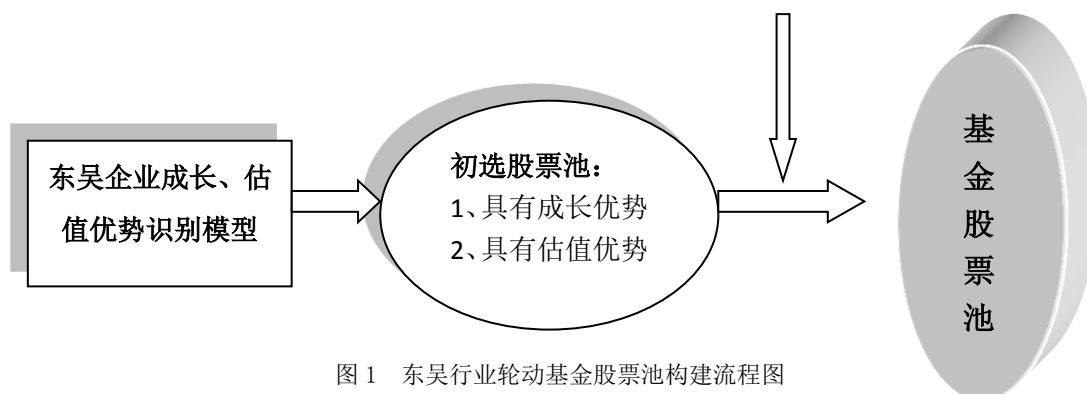 东吴企业成长、估
值优势识别模型
初选股票池：
1、具有成长优势
2、具有估值优势
基
金
股
票
池
图 1 东吴行业轮动基金股票池构建流程图